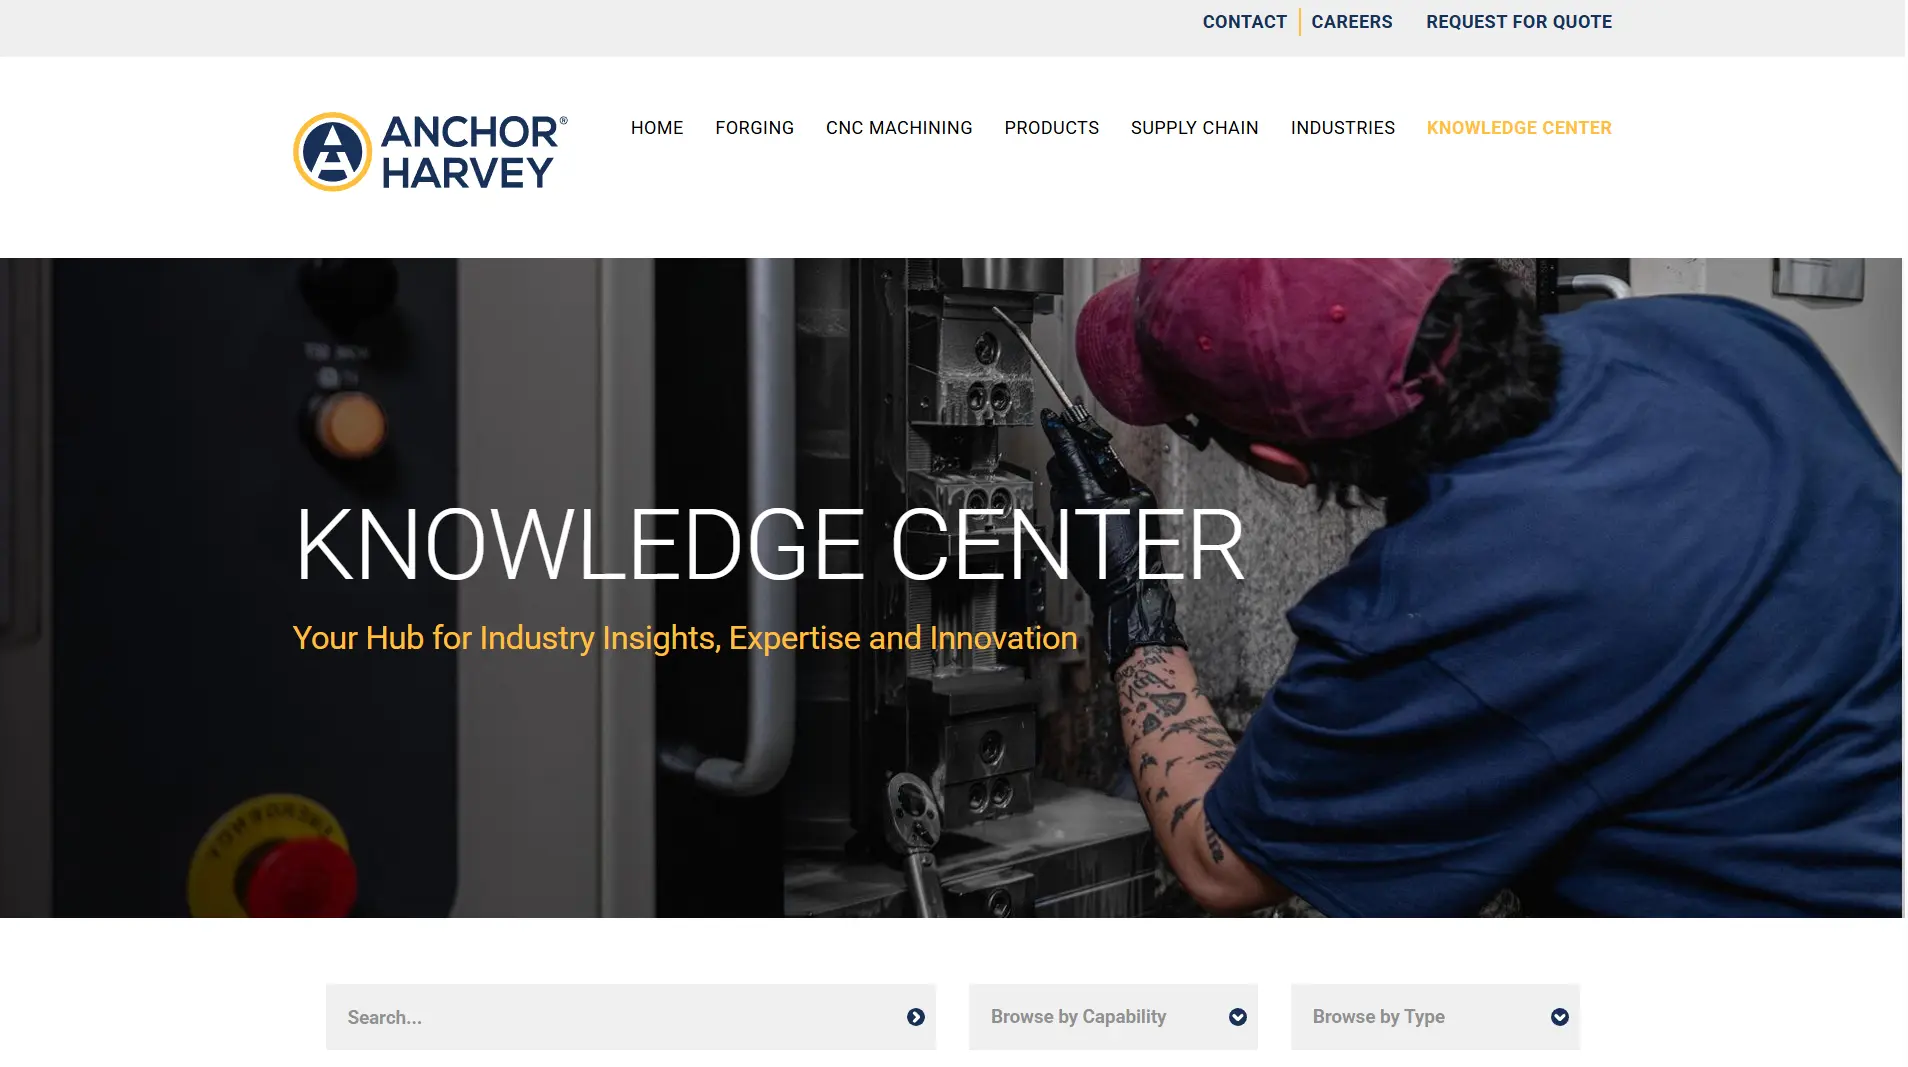 CONTACT
CAREERS
REQUEST FOR QUOTE
ANCHOR®
HARVEY
HOME
FORGING
CNC MACHINING
PRODUCTS
SUPPLY CHAIN
INDUSTRIES
KNOWLEDGE CENTER
KNOWLEDGE CENTER
Your Hub for Industry Insights, Expertise and Innovation
Search...
Browse by Capability
Browse by Type